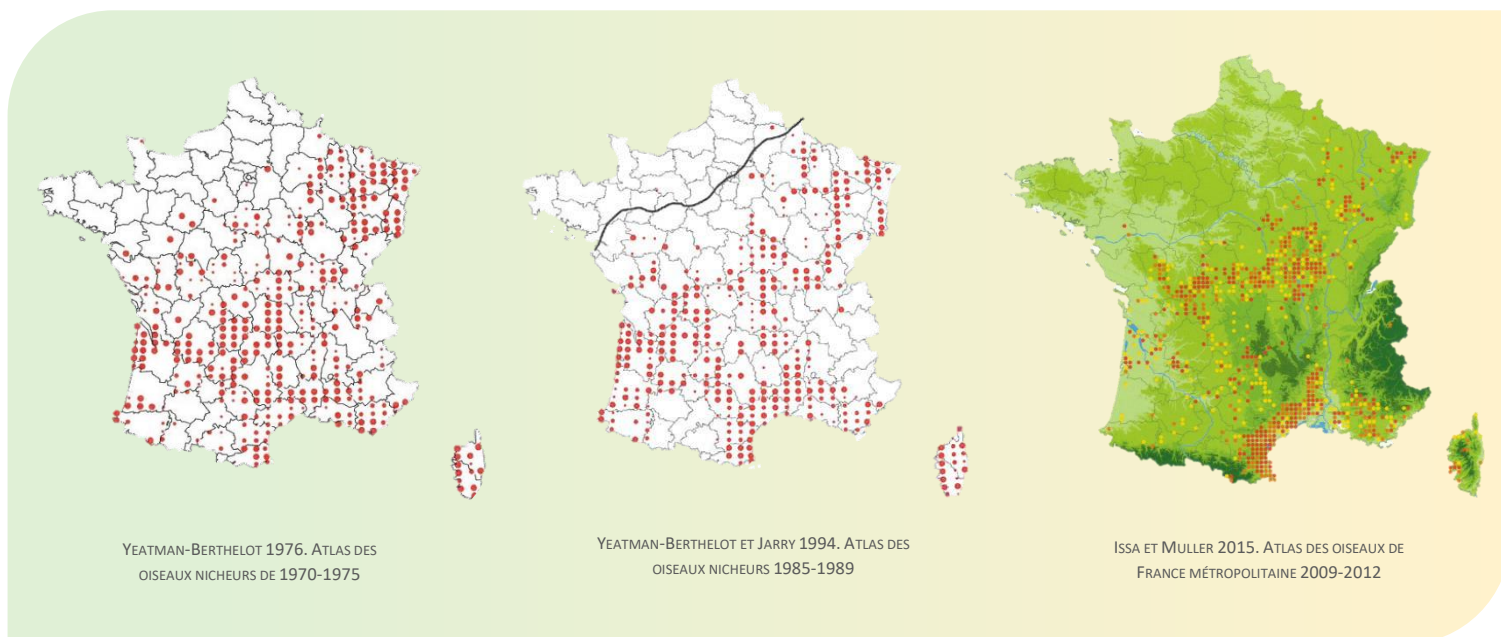 YEATMAN-BERTHELOT 1976. ATLAS DES
OISEAUX NICHEURS DE 1970-1975
YEATMAN-BERTHELOT ET JARRY 1994. ATLAS DES
OISEAUX NICHEURS 1985-1989
ISSA ET MULLER 2015. ATLAS DES OISEAUX DE
FRANCE MÉTROPOLITAINE 2009-2012